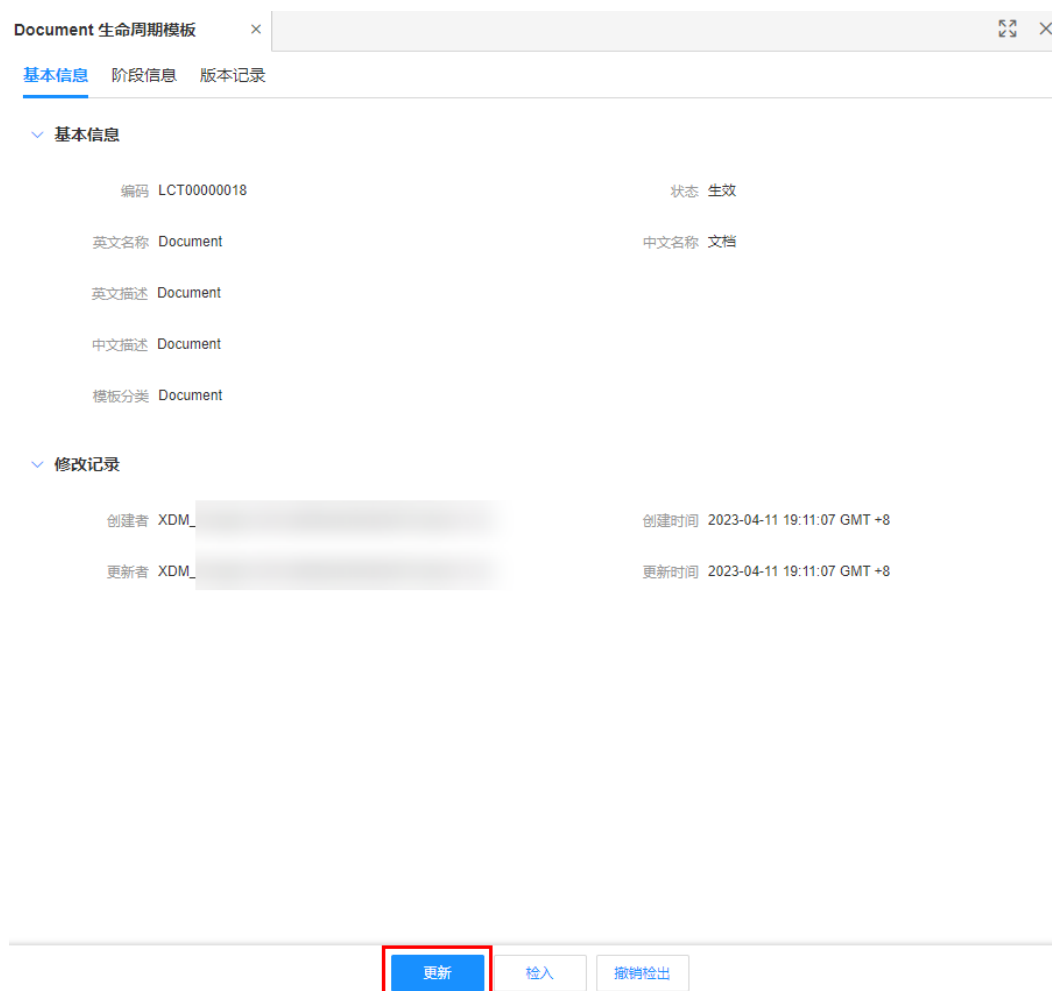 Document 生命周期模板
基本信息 阶段信息 版本记录
基本信息
编码 LCT00000018 状态 生效
英文名称 Document 中文名称 文档
英文描述 Document
中文描述 Document
模板分类 Document
修改记录
创建者 XDM_ 创建时间 2023-04-11 19:11:07 GMT +8
更新者 XDM_ 更新时间 2023-04-11 19:11:07 GMT +8
更新 检入 撤销检出